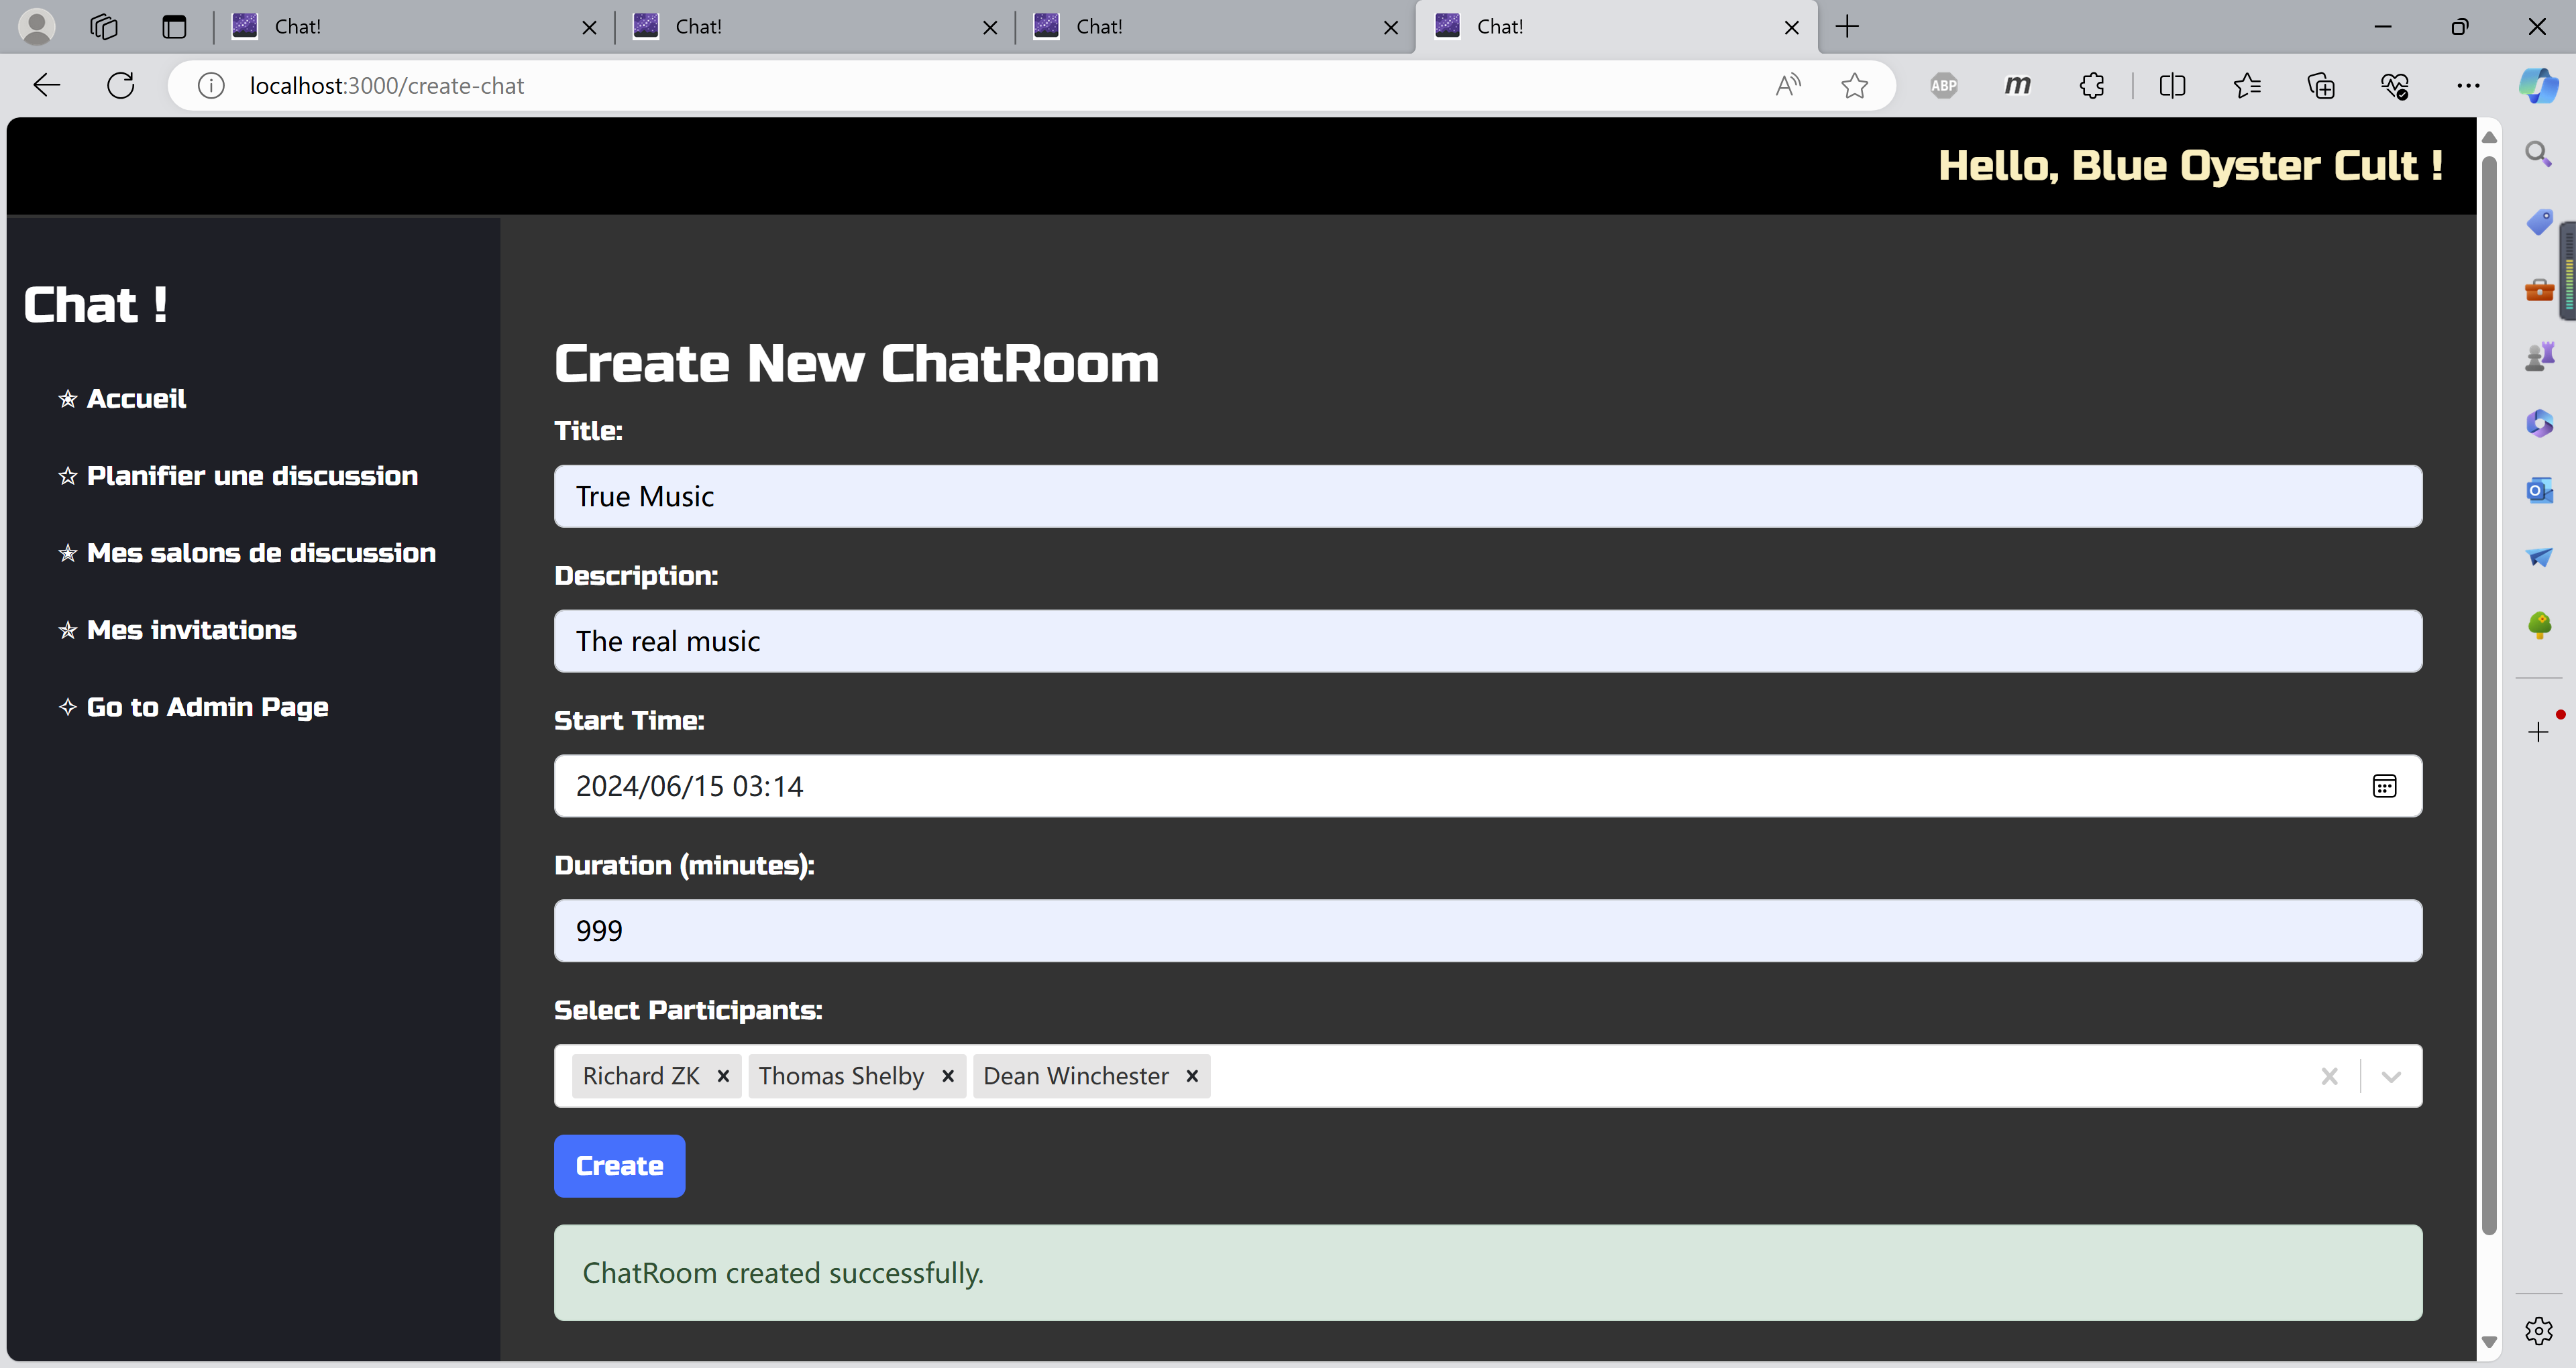 Chat!
Chat!
Chat!
Chat!
localhost:3000/create-chat
ABP
m
Hello, Blue Oyster Cult !
Chat !
✬ Accueil
✩ Planifier une discussion
✬ Mes salons de discussion
✯ Mes invitations
✧ Go to Admin Page
Create New ChatRoom
Title:
True Music
Description:
The real music
Start Time:
2024/06/15 03:14
Duration (minutes):
999
Select Participants:
Richard ZK
Thomas Shelby
Dean Winchester
Create
ChatRoom created successfully.